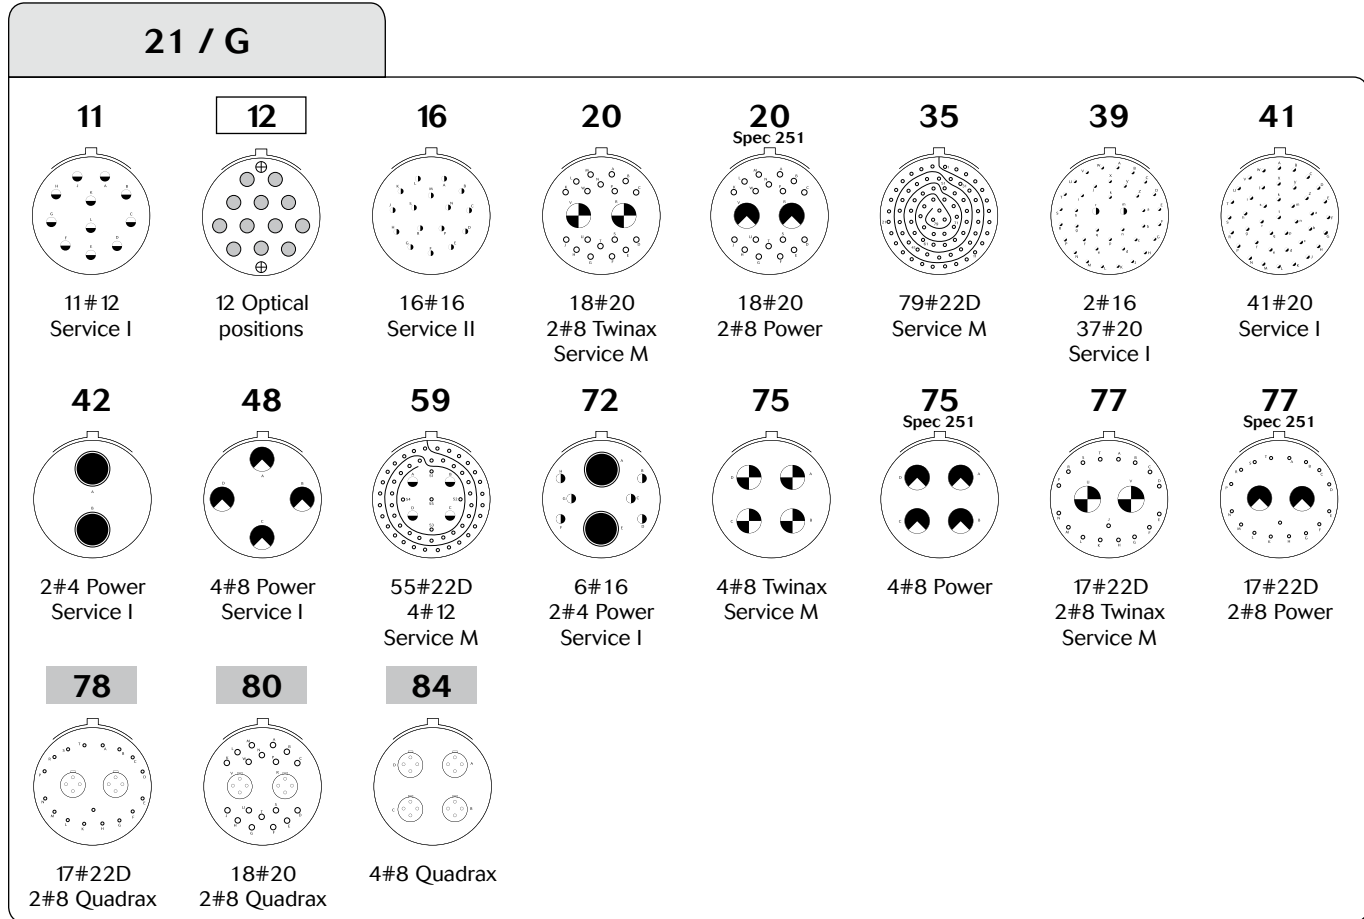 21 / G
11
12
16
20
20
Spec 251
35
39
41
11#12
Service I
12 Optical
positions
16#16
Service II
18#20
2#8 Twinax
Service M
18#20
2#8 Power
79#22D
Service M
2#16
37#20
Service I
41#20
Service I
42
48
59
72
75
75
Spec 251
77
77
Spec 251
2#4 Power
Service I
4#8 Power
Service I
55#22D
4#12
Service M
6#16
2#4 Power
Service I
4#8 Twinax
Service M
4#8 Power
17#22D
2#8 Twinax
Service M
17#22D
2#8 Power
78
80
84
17#22D
2#8 Quadrax
18#20
2#8 Quadrax
4#8 Quadrax